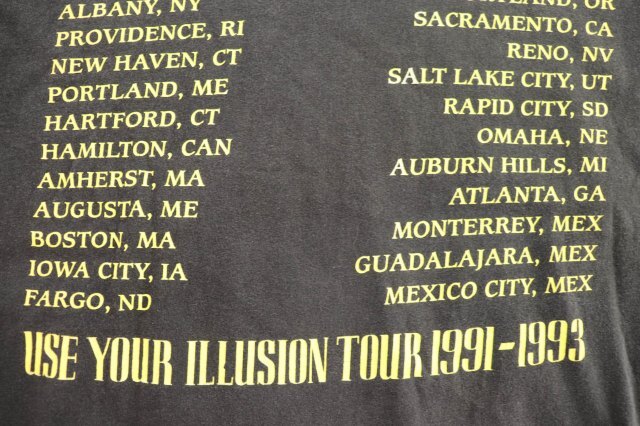 ALBANY, NY
PROVIDENCE, RI
NEW HAVEN, CT
PORTLAND, ME
HARTFORD, CT
HAMILTON, CAN
AMHERST, MA
AUGUSTA, ME
BOSTON, MA
IOWA CITY, IA
FARGO, ND
PORTLAND, OR
SACRAMENTO, CA
RENO, NV
SALT LAKE CITY, UT
RAPID CITY, SD
OMAHA, NE
AUBURN HILLS, MI
ATLANTA, GA
MONTERREY, MEX
GUADALAJARA, MEX
MEXICO CITY, MEX
USE YOUR ILLUSION TOUR 1991-1993